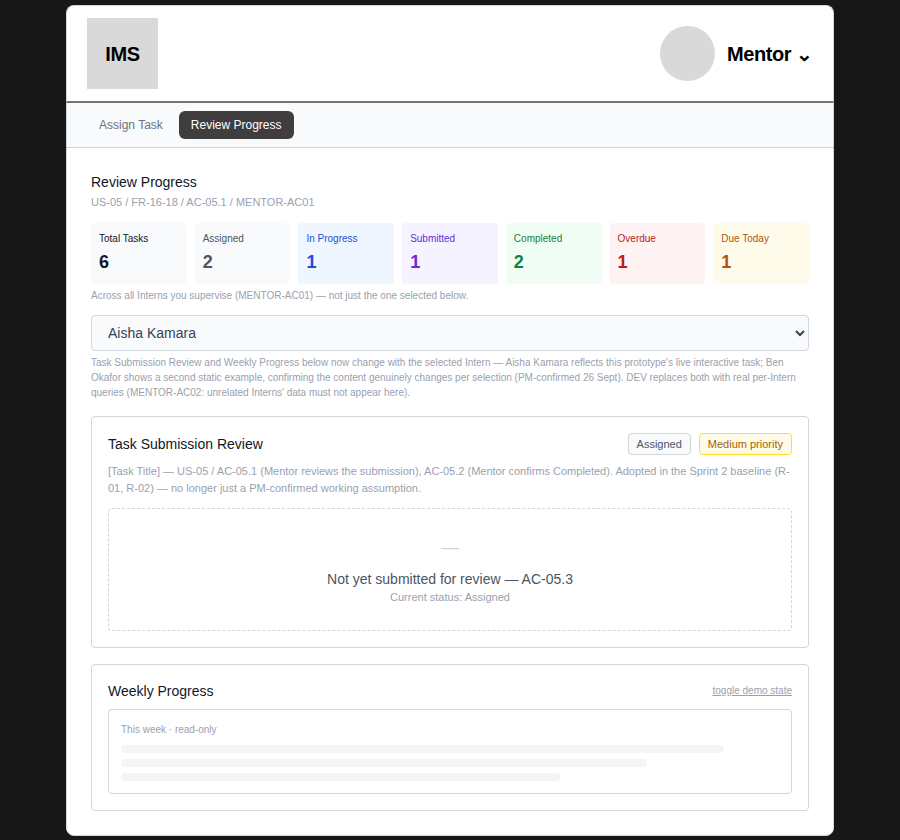 IMS
Mentor
Assign Task
Review Progress
Review Progress
US-05 / FR-16-18 / AC-05.1 / MENTOR-AC01
Total Tasks
6
Assigned
2
In Progress
1
Submitted
1
Completed
2
Overdue
1
Due Today
1
Across all Interns you supervise (MENTOR-AC01) — not just the one selected below.
Aisha Kamara
Task Submission Review and Weekly Progress below now change with the selected Intern — Aisha Kamara reflects this prototype's live interactive task; Ben
Okafor shows a second static example, confirming the content genuinely changes per selection (PM-confirmed 26 Sept). DEV replaces both with real per-Intern
queries (MENTOR-AC02: unrelated Interns' data must not appear here).
Task Submission Review
Assigned
Medium priority
[Task Title] — US-05 / AC-05.1 (Mentor reviews the submission), AC-05.2 (Mentor confirms Completed). Adopted in the Sprint 2 baseline (R-
01, R-02) — no longer just a PM-confirmed working assumption.
—
Not yet submitted for review — AC-05.3
Current status: Assigned
Weekly Progress
toggle demo state
This week · read-only